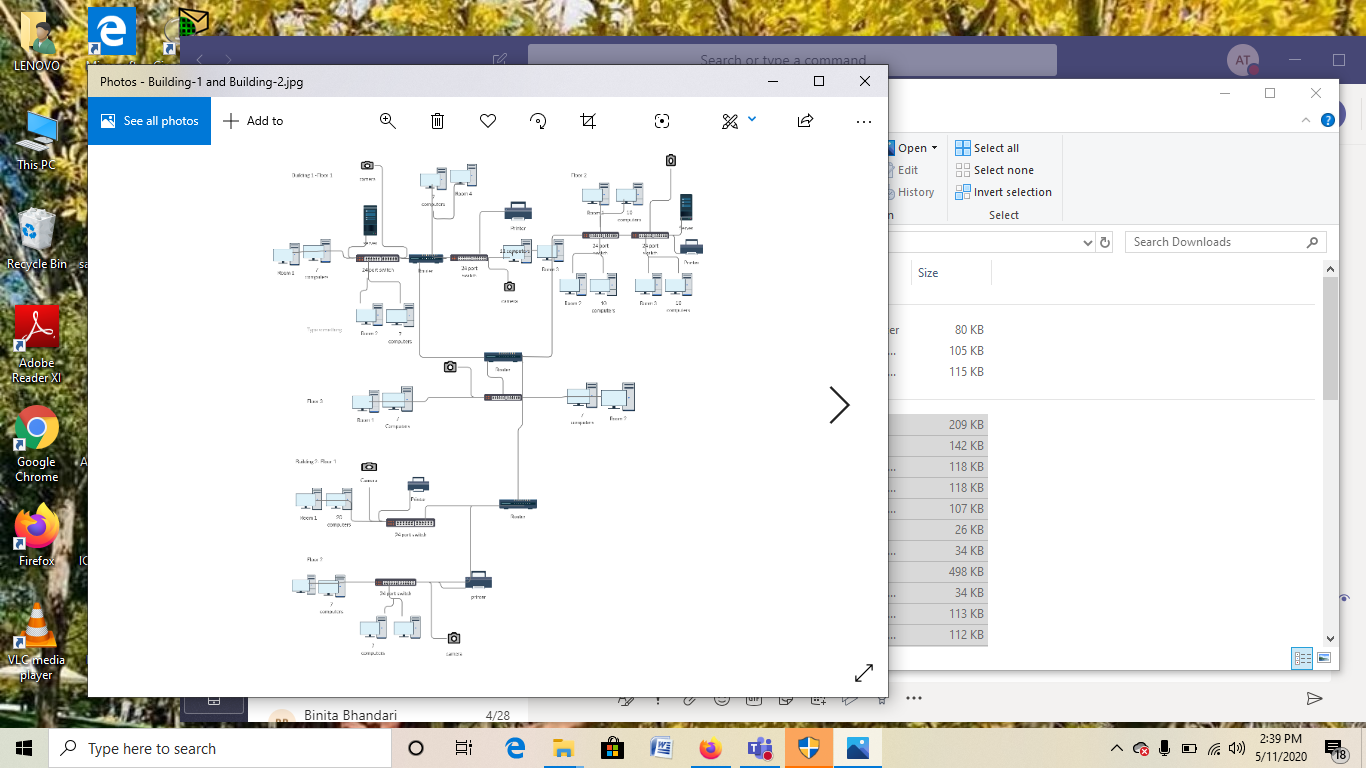 LENOVO
This PC
Recycle Bin
Adobe
Reader XI
Google
Chrome
Firefox
VLC media
player
Search or type a command
AT
Photos - Building-1 and Building-2.jpg
See all photos
Add to
Building 1 -Floor 1
camera
7
computers
Room 4
Printer
server
Room 1
7
computers
24 port switch
Router
24 port
switch
Room 3
camera
Room 2
7
computers
Floor 2
10
computers
Server
24 port
switch
24 port
switch
Printer
Room 2
10
computers
Room 3
10
computers
Router
Floor 3
Room 1
7
Computers
7
computers
Room 2
Building 2- Floor 1
Camera
Printer
Room 1
20
computers
24 port switch
Router
Floor 2
7
computers
24 port switch
printer
7
computers
camera
Open
Edit
History
Select all
Select none
Invert selection
Select
Search Downloads
Size
er 80 KB
... 105 KB
... 115 KB
209 KB
... 142 KB
... 118 KB
... 118 KB
... 107 KB
... 26 KB
... 34 KB
... 498 KB
... 34 KB
... 113 KB
... 112 KB
Binita Bhandari 4/28
GIF
Type here to search
2:39 PM
5/11/2020
18